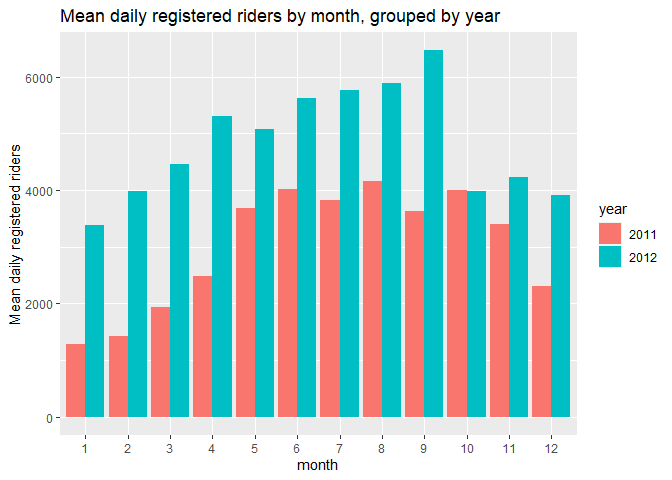 Mean daily registered riders by month, grouped by year
Mean daily registered riders
6000
4000
2000
0
1 2 3 4 5 6 7 8 9 10 11 12
month
year
2011
2012